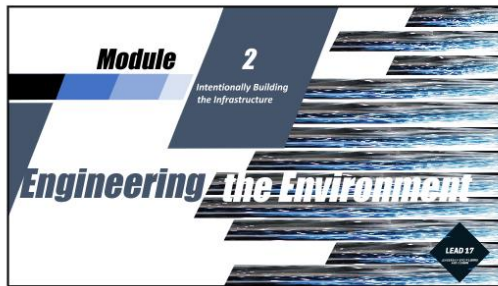 Module
2
Intentionally Building
the Infrastructure
Engineering the Environment
LEAD 17